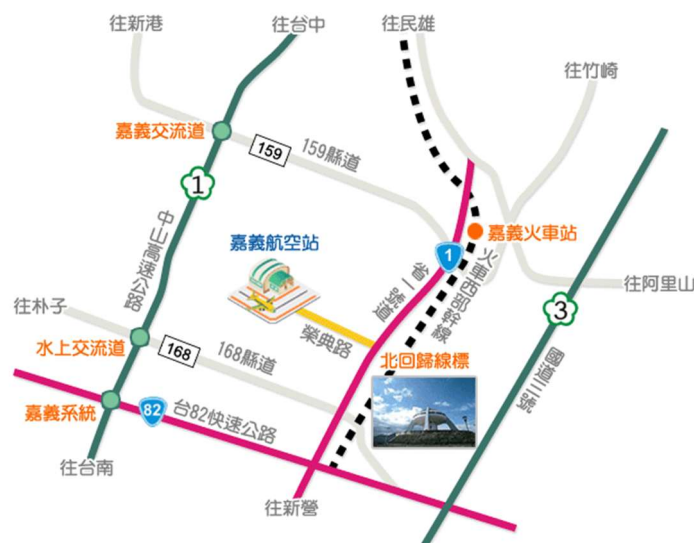 往新港
往台中
往民雄
往竹崎
嘉義交流道
159
159縣道
1
中山高速公路
嘉義航空站
1
省一號道
嘉義火車站
火車西部幹線
往阿里山
3
國道三號
往朴子
水上交流道
168
168縣道
榮典路
北回歸線標
嘉義系統
82
台82快速公路
往台南
往新營